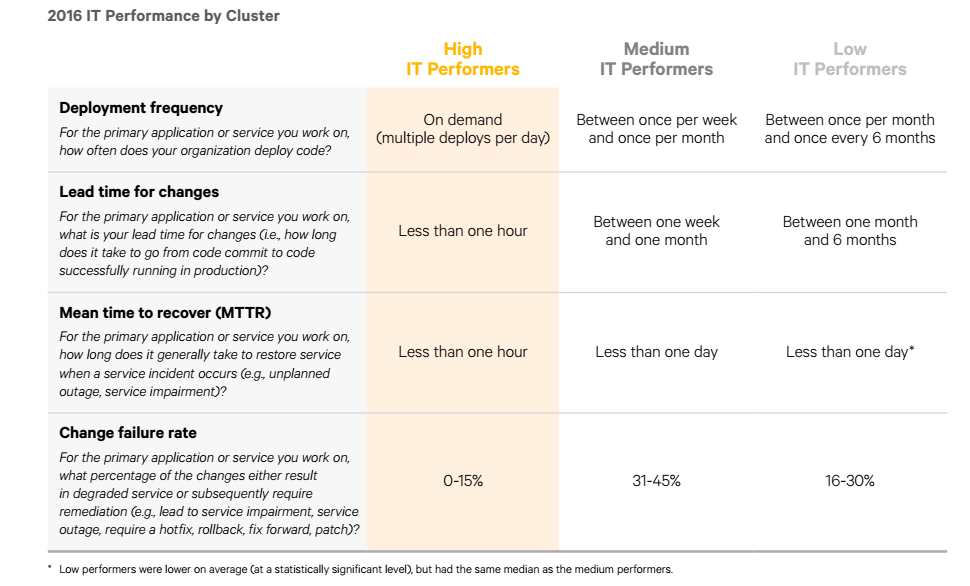 2016 IT Performance by Cluster
High
IT Performers
Medium
IT Performers
Low
IT Performers
Deployment frequency
For the primary application or service you work on,
how often does your organization deploy code?
On demand
(multiple deploys per day)
Between once per week
and once per month
Between once per month
and once every 6 months
Lead time for changes
For the primary application or service you work on,
what is your lead time for changes (i.e., how long
does it take to go from code commit to code
successfully running in production)?
Less than one hour
Between one week
and one month
Between one month
and 6 months
Mean time to recover (MTTR)
For the primary application or service you work on,
how long does it generally take to restore service
when a service incident occurs (e.g., unplanned
outage, service impairment)?
Less than one hour
Less than one day
Less than one day*
Change failure rate
For the primary application or service you work on,
what percentage of the changes either result
in degraded service or subsequently require
remediation (e.g., lead to service impairment, service
outage, require a hotfix, rollback, fix forward, patch)?
0-15%
31-45%
16-30%
* Low performers were lower on average (at a statistically significant level), but had the same median as the medium performers.